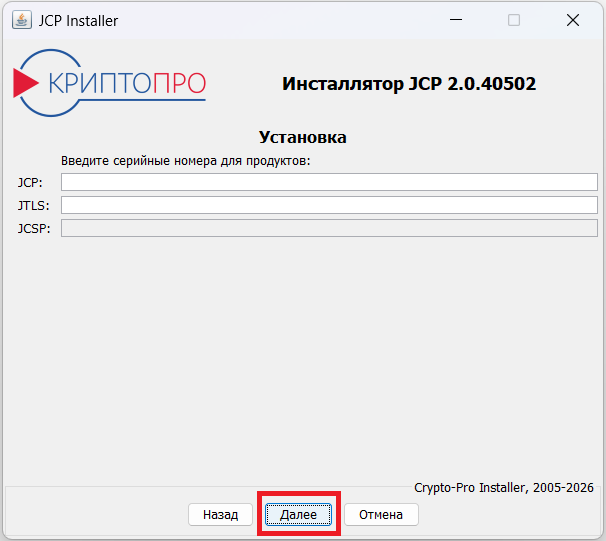 JCP Installer
КРИПТОПРО
Инсталлятор JCP 2.0.40502
Установка
Введите серийные номера для продуктов:
JCP:
JTLS:
JCSP:
Crypto-Pro Installer, 2005-2026
Назад Далее Отмена